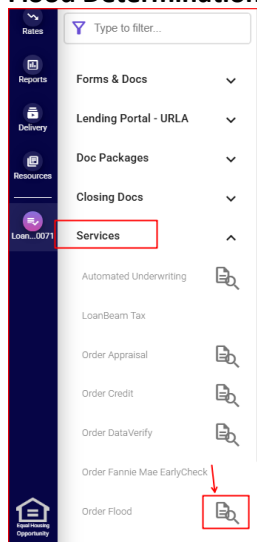 Flood Determination
Rates
Type to filter...
Reports
Forms & Docs
Delivery
Lending Portal - URLA
Resources
Doc Packages
Closing Docs
Loan...0071
Services
Automated Underwriting
LoanBeam Tax
Order Appraisal
Order Credit
Order DataVerify
Order Fannie Mae EarlyCheck
Order Flood
Equal Housing
Opportunity